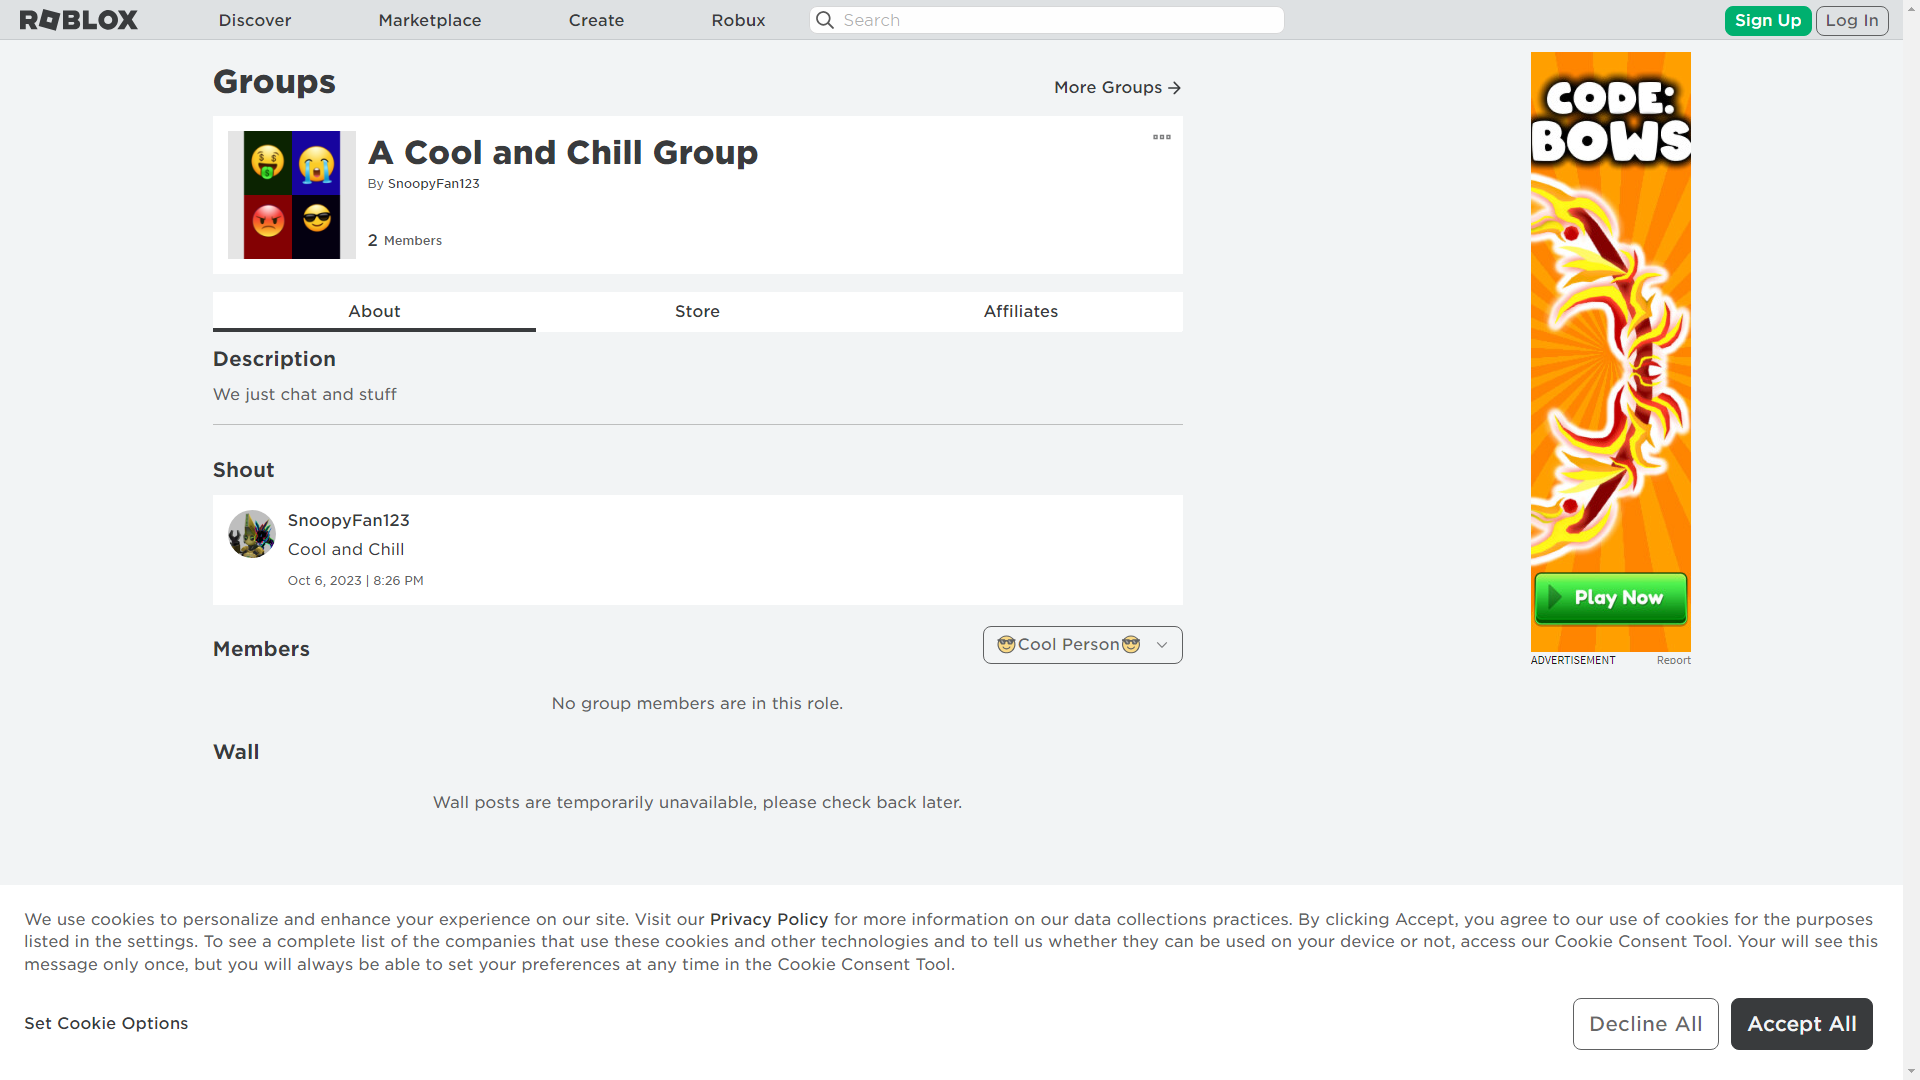 ROBLOX
Discover
Marketplace
Create
Robux
Search
Sign Up
Log In
Groups
More Groups
A Cool and Chill Group
By SnoopyFan123
2 Members
About
Store
Affiliates
Description
We just chat and stuff
Shout
SnoopyFan123
Cool and Chill
Oct 6, 2023 | 8:26 PM
Members
😎Cool Person😎
No group members are in this role.
Wall
Wall posts are temporarily unavailable, please check back later.
CODE:
BOWS
Play Now
ADVERTISEMENT
Report
We use cookies to personalize and enhance your experience on our site. Visit our Privacy Policy for more information on our data collections practices. By clicking Accept, you agree to our use of cookies for the purposes
listed in the settings. To see a complete list of the companies that use these cookies and other technologies and to tell us whether they can be used on your device or not, access our Cookie Consent Tool. Your will see this
message only once, but you will always be able to set your preferences at any time in the Cookie Consent Tool.
Set Cookie Options
Decline All
Accept All